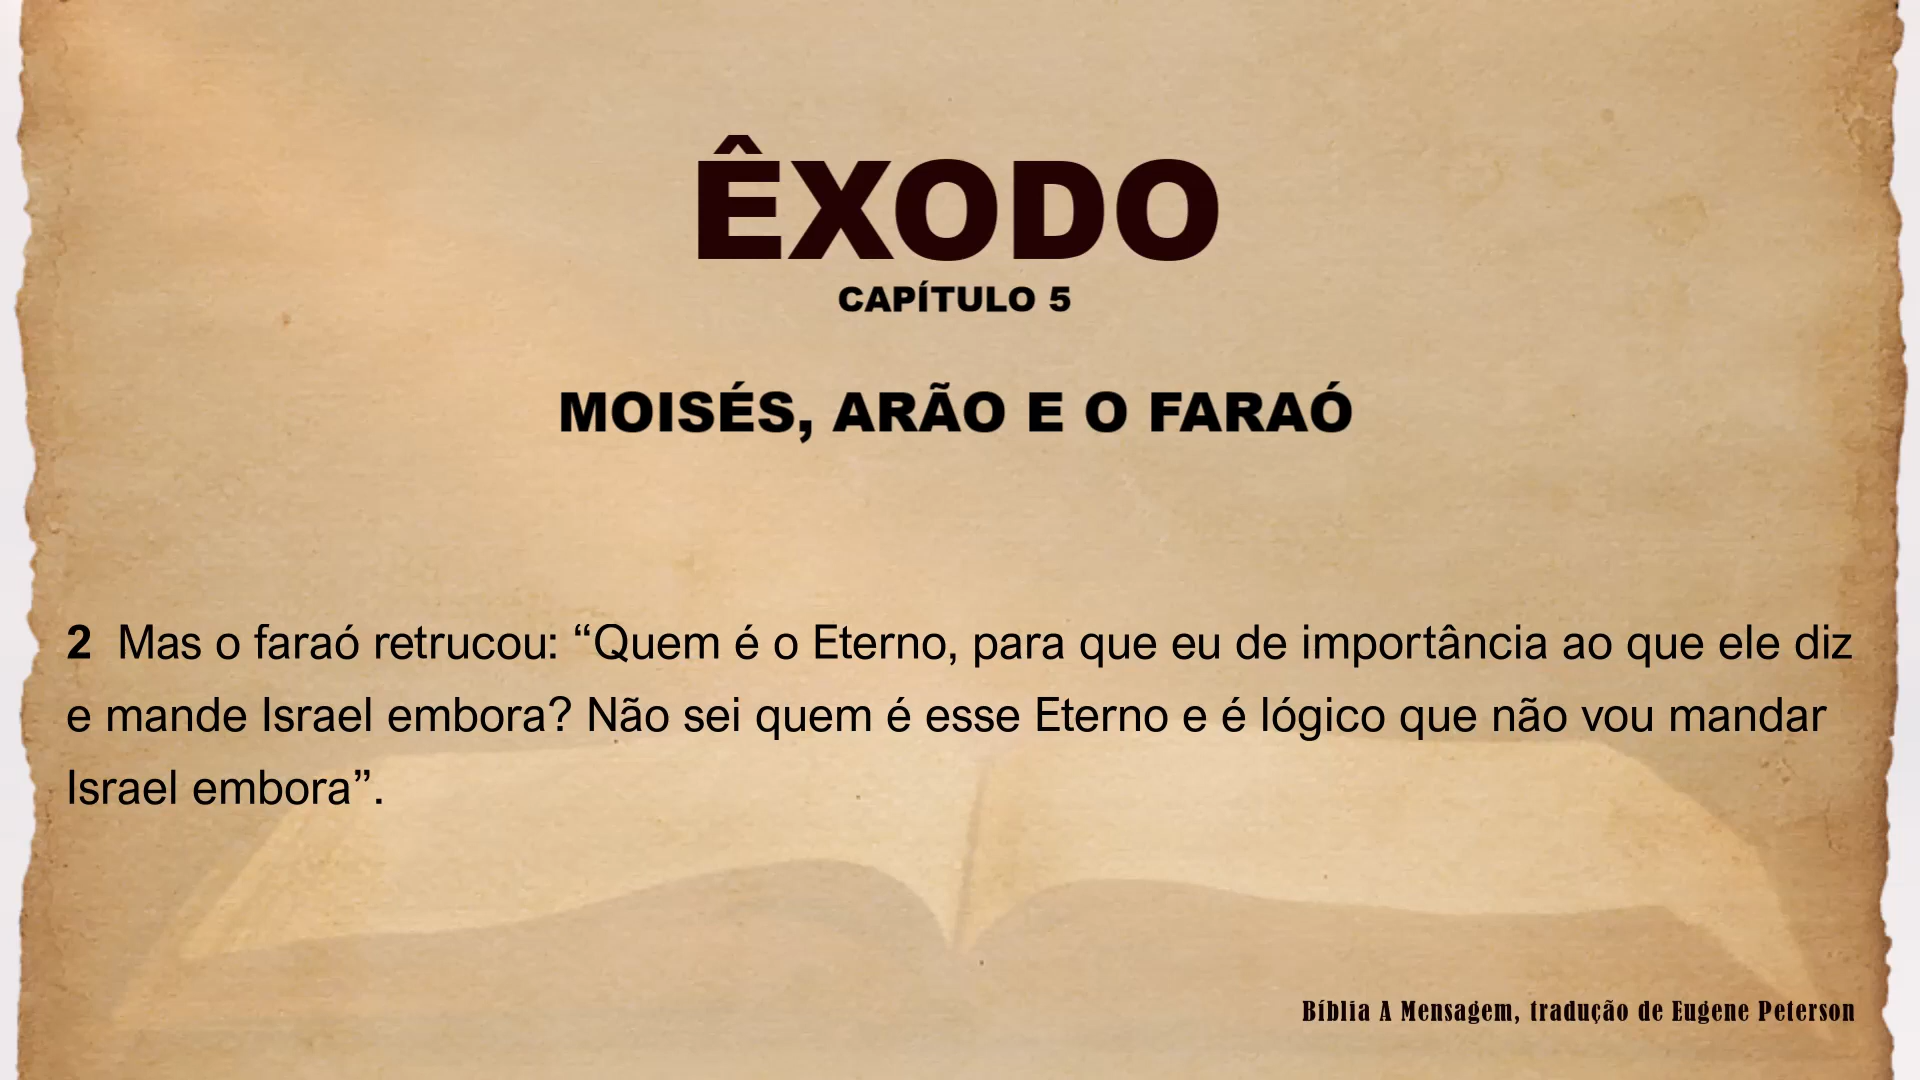 ÊXODO
CAPÍTULO 5
MOISÉS, ARÃO E O FARAÓ
2 Mas o faraó retrucou: “Quem é o Eterno, para que eu de importância ao que ele diz
e mande Israel embora? Não sei quem é esse Eterno e é lógico que não vou mandar
Israel embora”.
Bíblia A Mensagem, tradução de Eugene Peterson